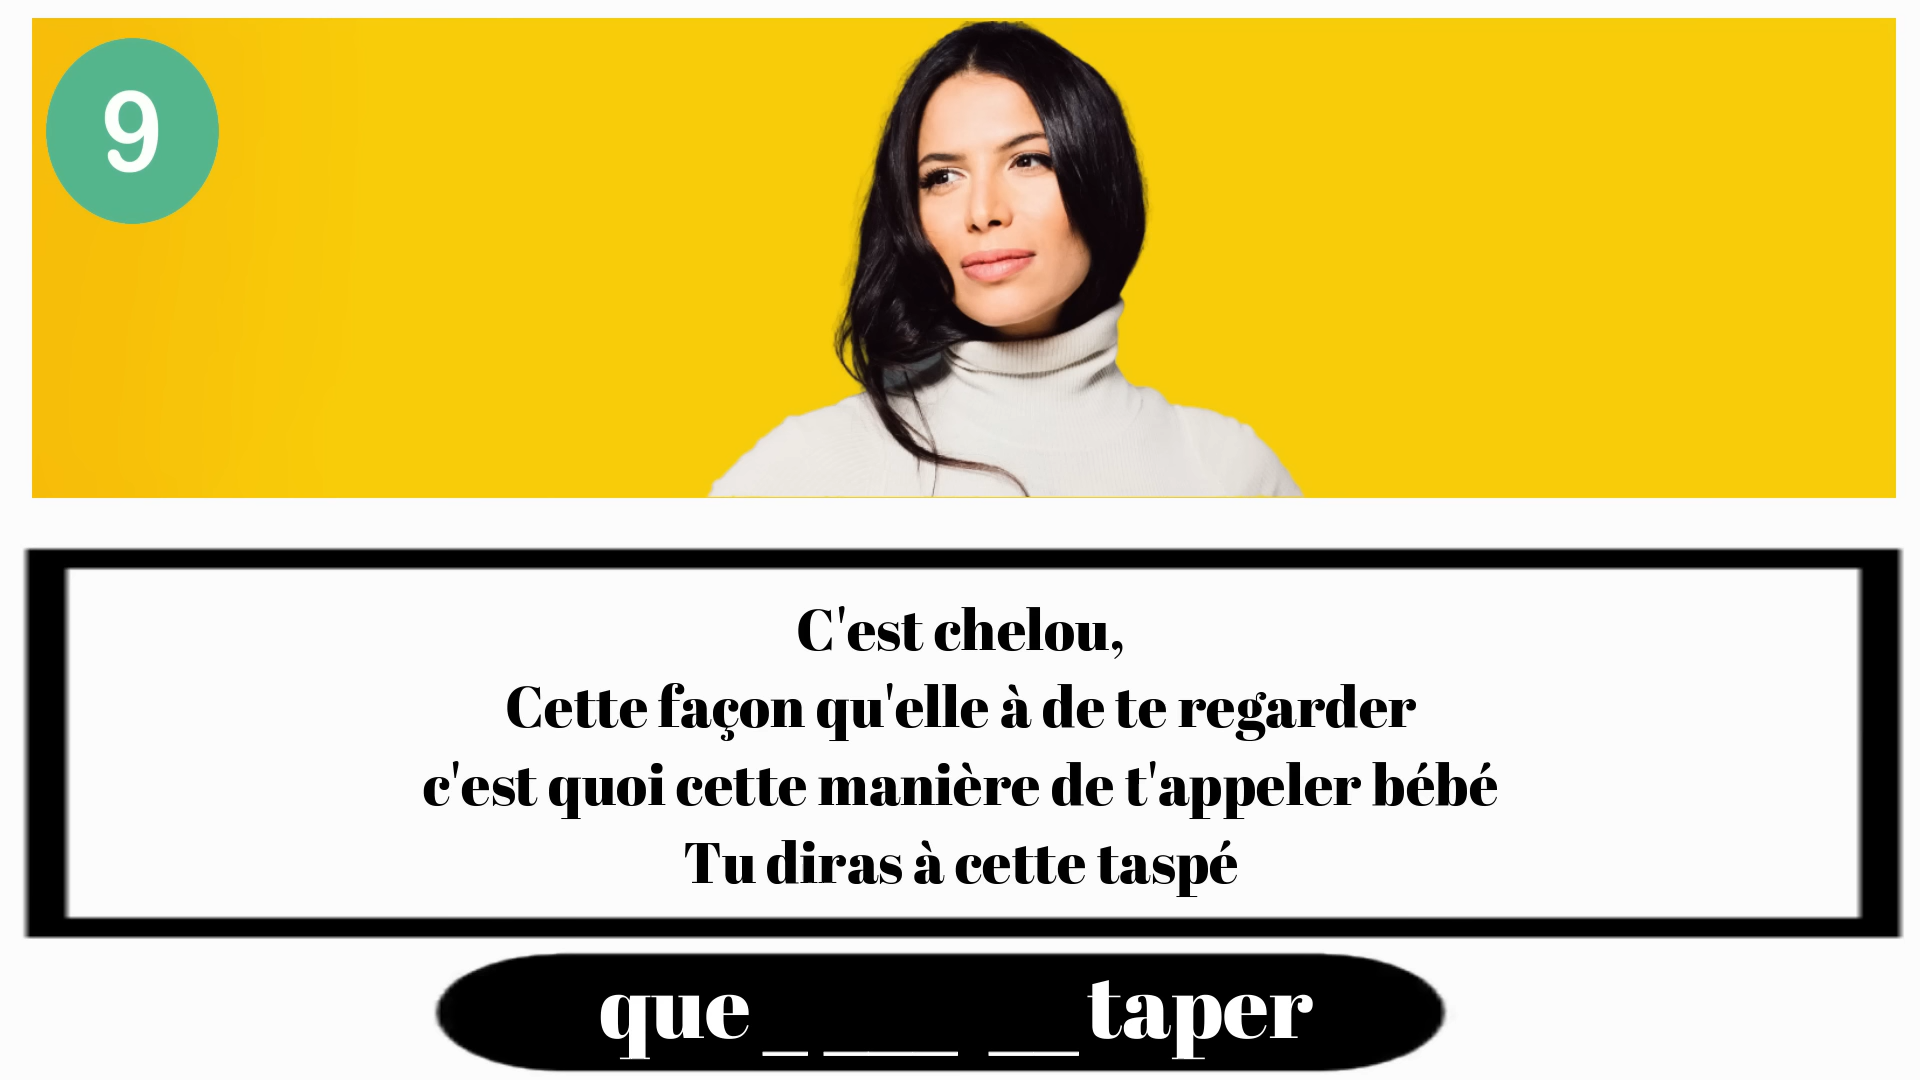 9
C'est chelou,
Cette façon qu'elle à de te regarder
c'est quoi cette manière de t'appeler bébé
Tu diras à cette taspé
que _ ___ __ taper